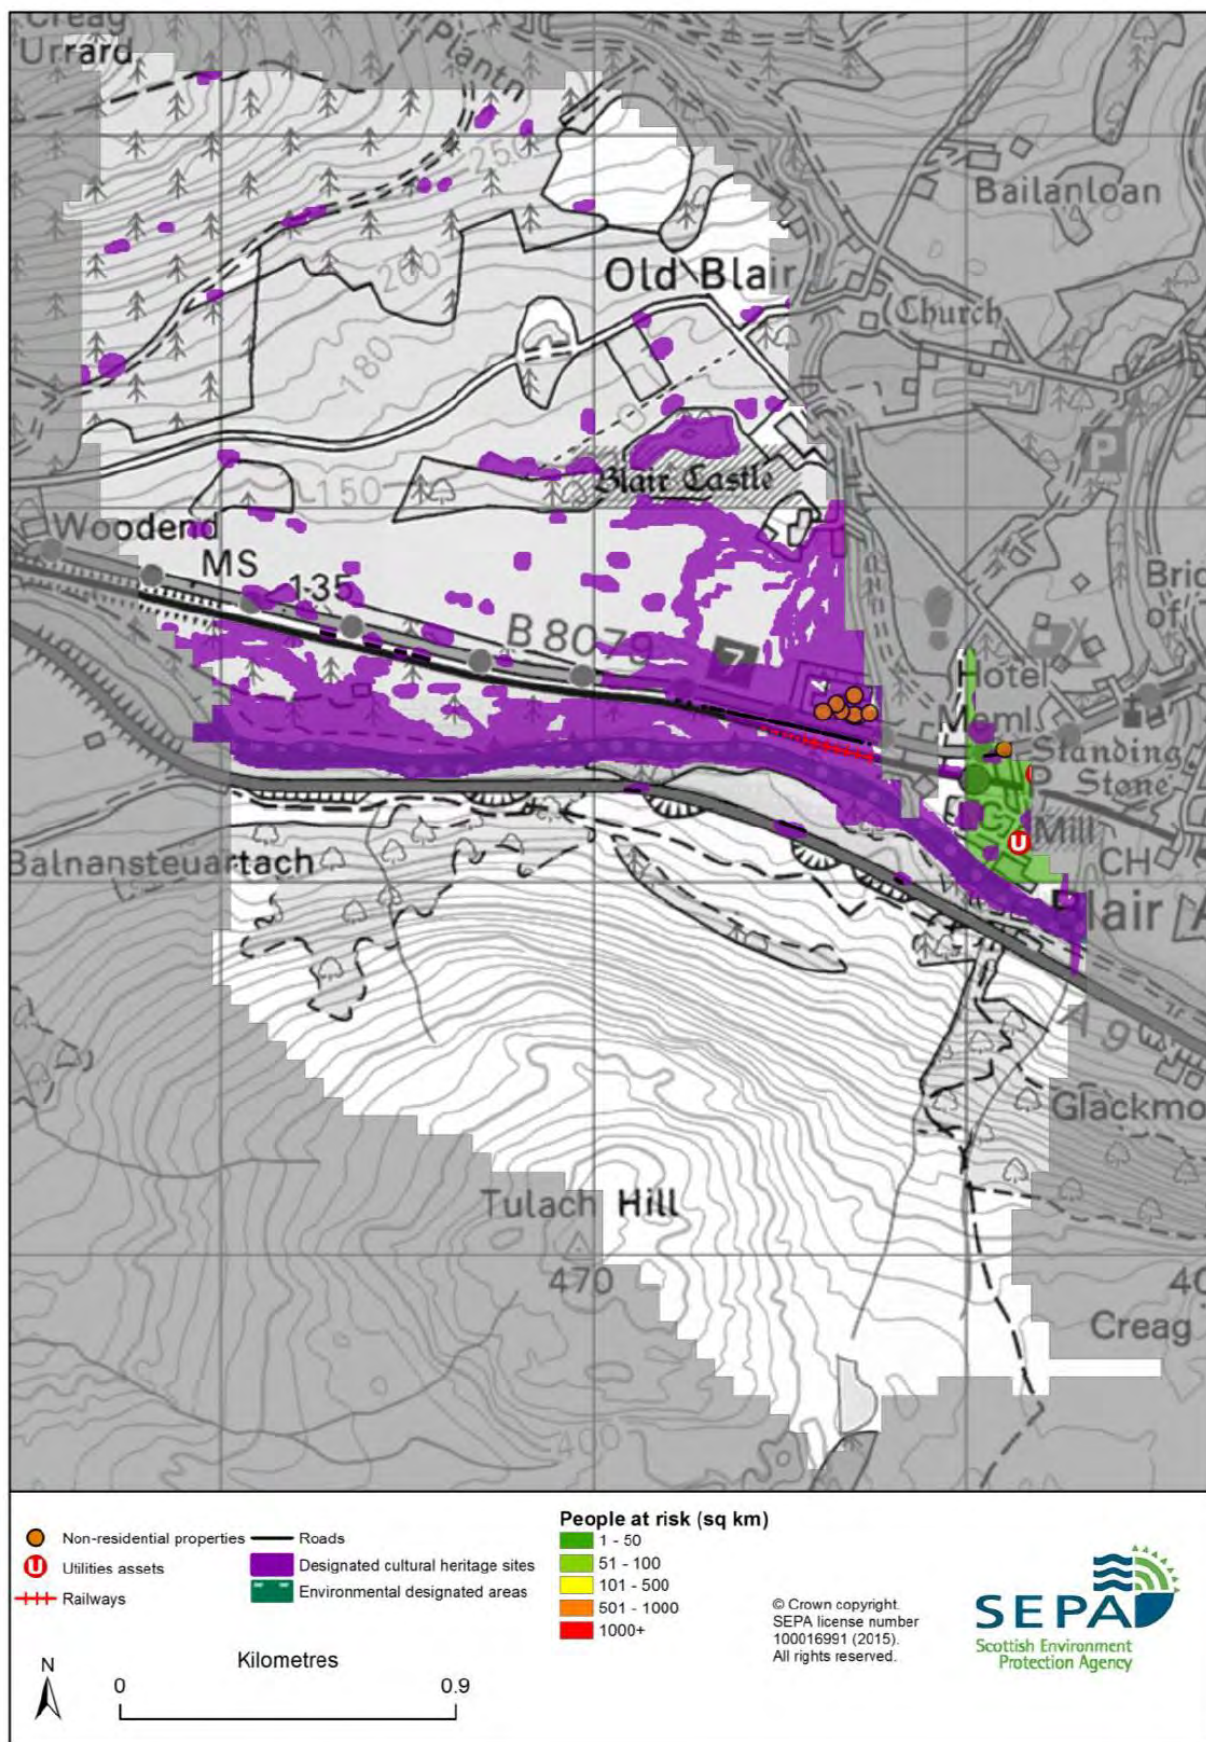 Creag
Urrard
Plantn
250
Bailanloan
Old Blair
200
Church
180
P
Blair Castle
150
Woodend
MS
135
B 8079
7
Hotel
Meml
Standing
Stone
P
U
Mill
CH
Balnansteuartach
Blair A
A 9
Glackmo
Tulach Hill
470
40
Creag
400
Non-residential properties
Roads
Utilities assets
U
Designated cultural heritage sites
Railways
Environmental designated areas
People at risk (sq km)
1 - 50
51 - 100
101 - 500
501 - 1000
1000+
N
Kilometres
0
0.9
© Crown copyright.
SEPA license number
100016991 (2015).
All rights reserved.
SEPA
Scottish Environment
Protection Agency